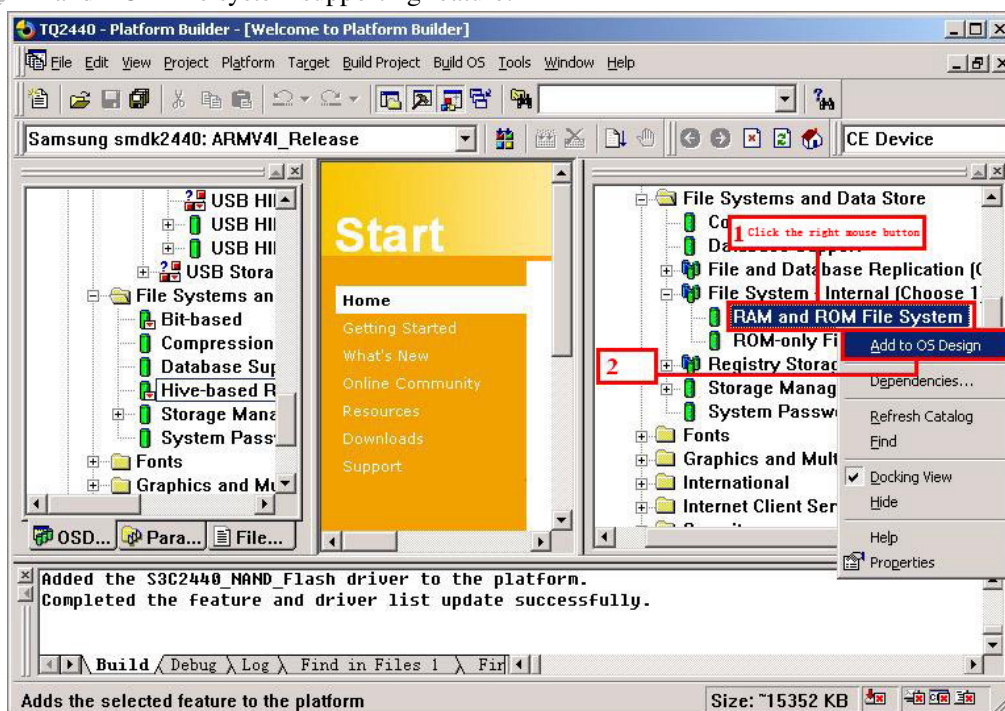 TQ2440 - Platform Builder - [Welcome to Platform Builder]
File Edit View Project Platform Target Build Project Build OS Tools Window Help
Samsung smdk2440: ARMV4I_Release
CE Device
USB HI
USB HII
USB HII
USB Stora
File Systems an
Bit-based
Compression
Database Sup
Hive-based R
Storage Mana
System Pass
Fonts
Graphics and Mu
OSD... Para... File...
Start
Home
Getting Started
What's New
Online Community
Resources
Downloads
Support
File Systems and Data Store
1 Click the right mouse button
File and Database Replication (C
File System - Internal (Choose 1
RAM and ROM File System
ROM-only Fi
2
Registry Storag
Storage Manag
System Passw
Fonts
Graphics and Mult
International
Internet Client Ser
Add to OS Design
Dependencies...
Refresh Catalog
Find
Docking View
Hide
Help
Properties
Added the S3C2440_NAND_Flash driver to the platform.
Completed the feature and driver list update successfully.
Build Debug Log Find in Files 1 Fir
Adds the selected feature to the platform
Size: ~15352 KB